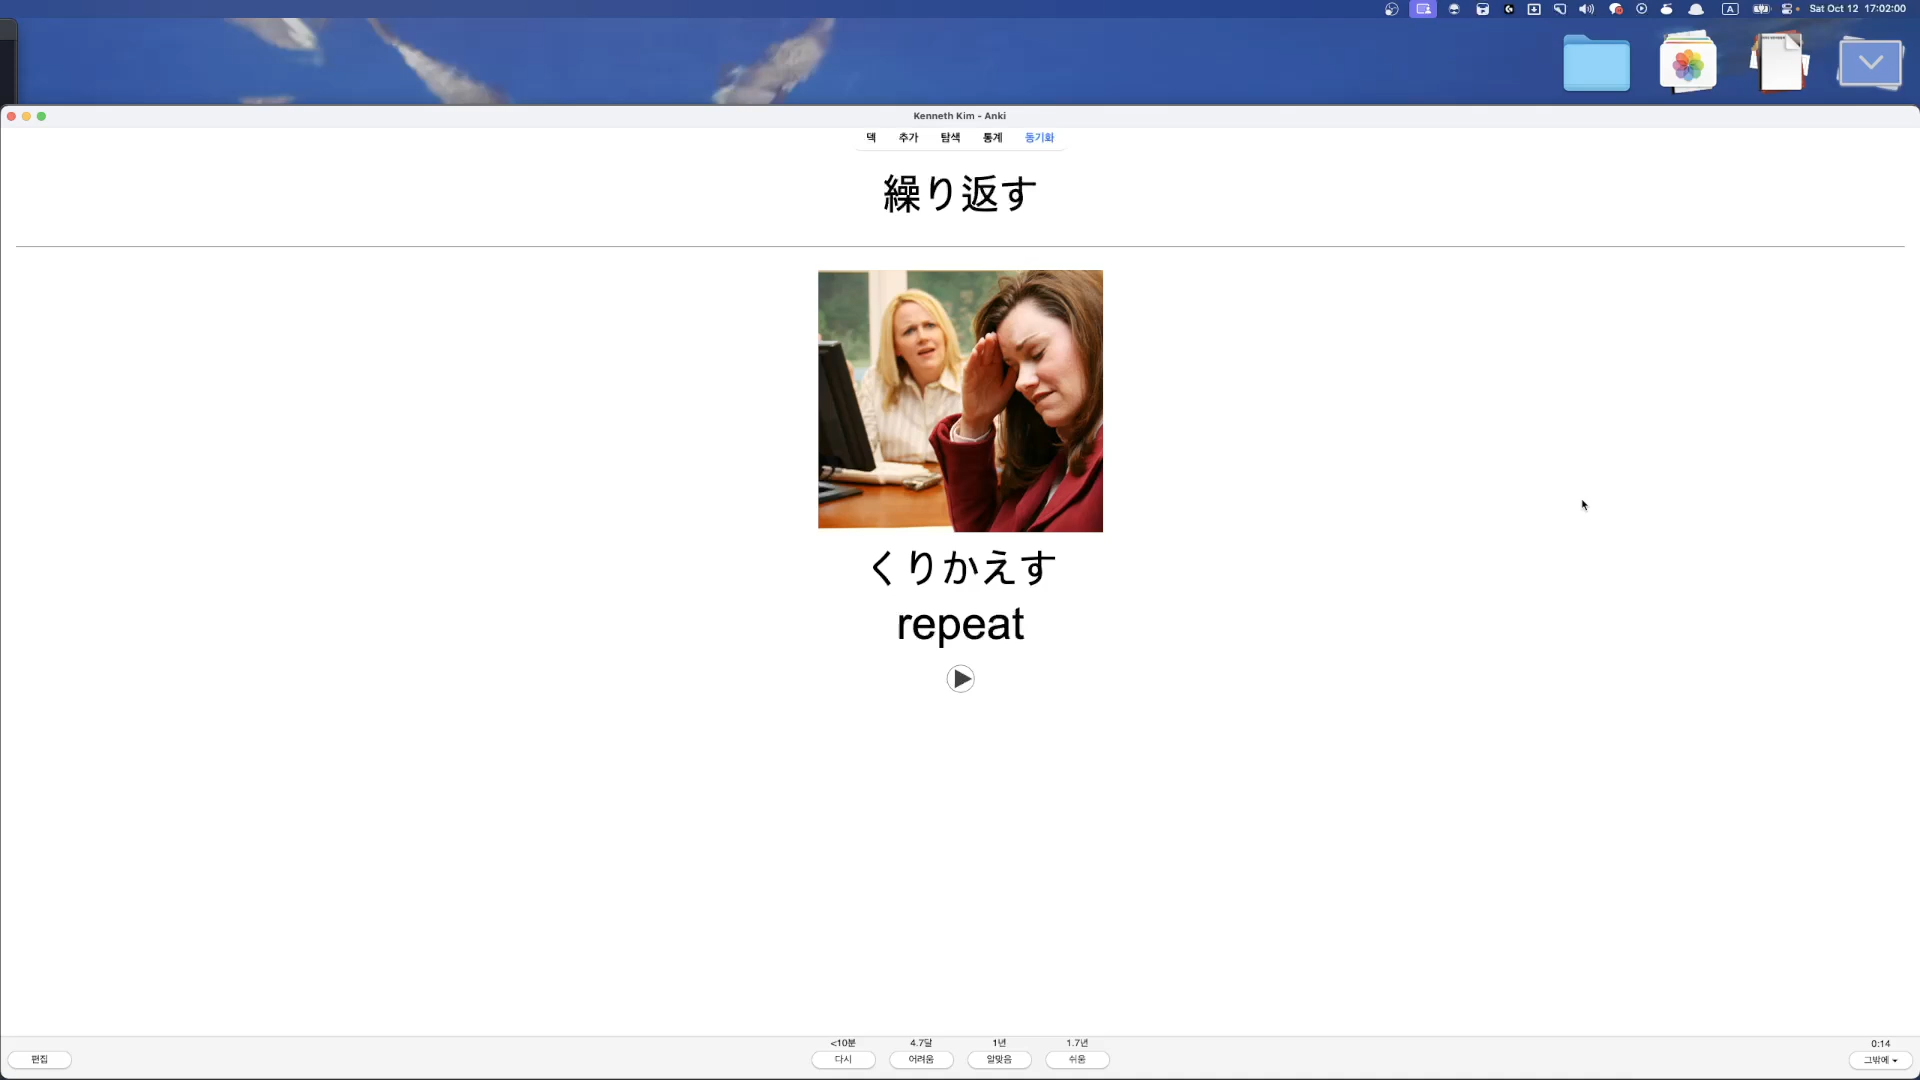 Sat Oct 12 17:02:00
Kenneth Kim - Anki
덱 추가 탐색 통계 동기화
繰り返す
くりかえす
repeat
<10분 4.7달 1년 1.7년 0:14
편집 다시 어려움 알맞음 쉬움 그밖에